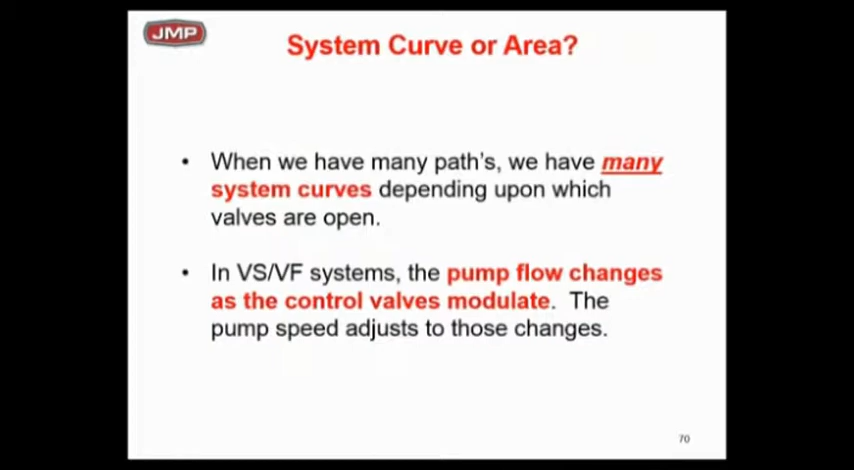 JMP
System Curve or Area?
• When we have many path's, we have many
system curves depending upon which
valves are open.
• In VS/VF systems, the pump flow changes
as the control valves modulate. The
pump speed adjusts to those changes.
70